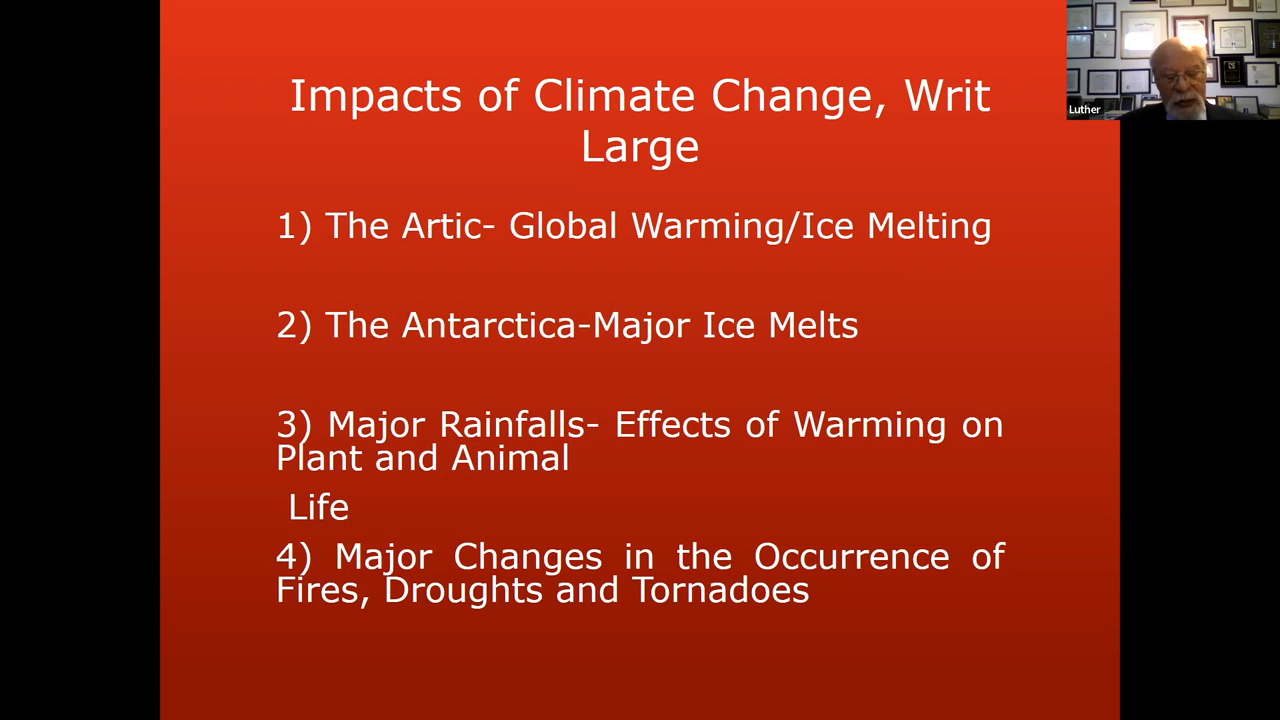 Impacts of Climate Change, Writ
Large
1) The Artic- Global Warming/Ice Melting
2) The Antarctica-Major Ice Melts
3) Major Rainfalls- Effects of Warming on
Plant and Animal
Life
4) Major Changes in the Occurrence of
Fires, Droughts and Tornadoes
Luther